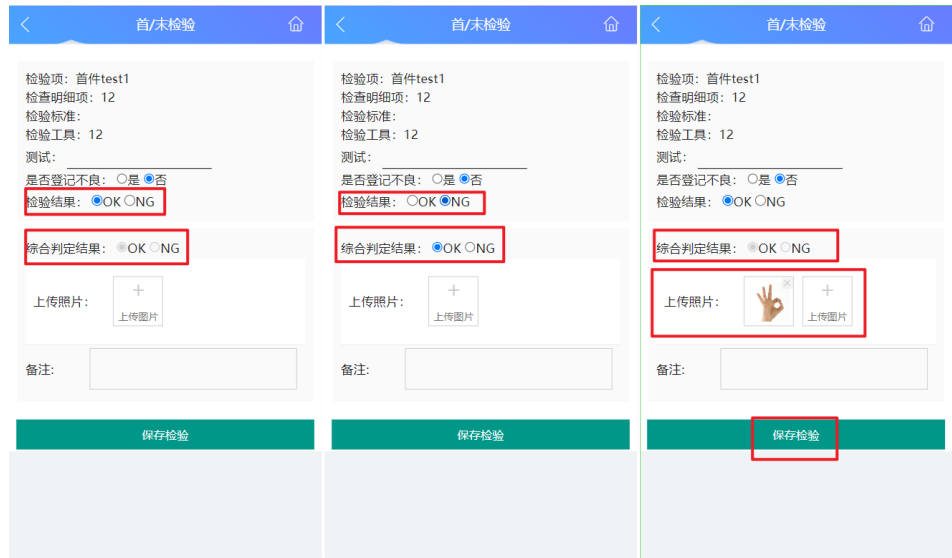 首/末检验
检验项：首件test1
检查明细项：12
检验标准：
检验工具：12
测试：
是否登记不良： 是 否
检验结果： OK NG
综合判定结果： OK NG
上传照片：
上传图片
备注:
保存检验
首/末检验
检验项：首件test1
检查明细项：12
检验标准：
检验工具：12
测试：
是否登记不良： 是 否
检验结果： OK NG
综合判定结果： OK NG
上传照片：
上传图片
备注:
保存检验
首/末检验
检验项：首件test1
检查明细项：12
检验标准：
检验工具：12
测试：
是否登记不良： 是 否
检验结果： OK NG
综合判定结果： OK NG
上传照片：
上传图片
备注:
保存检验